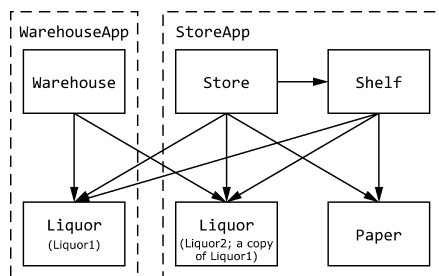 WarehouseApp
StoreApp
Warehouse
Store
Shelf
Liquor
(Liquor1)
Liquor
(Liquor2; a copy
of Liquor1)
Paper